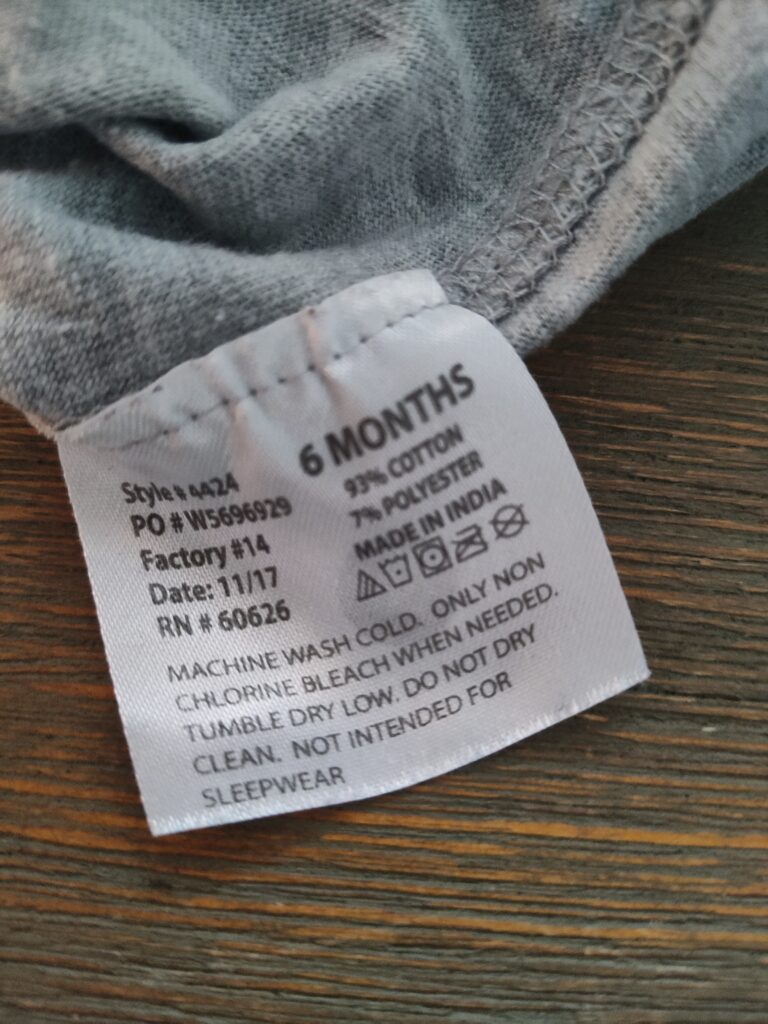 6 MONTHS
93% COTTON
7% POLYESTER
MADE IN INDIA
Style # 4424
PO # W5696929
Factory #14
Date: 11/17
RN # 60626
MACHINE WASH COLD. ONLY NON
CHLORINE BLEACH WHEN NEEDED.
TUMBLE DRY LOW. DO NOT DRY
CLEAN. NOT INTENDED FOR
SLEEPWEAR